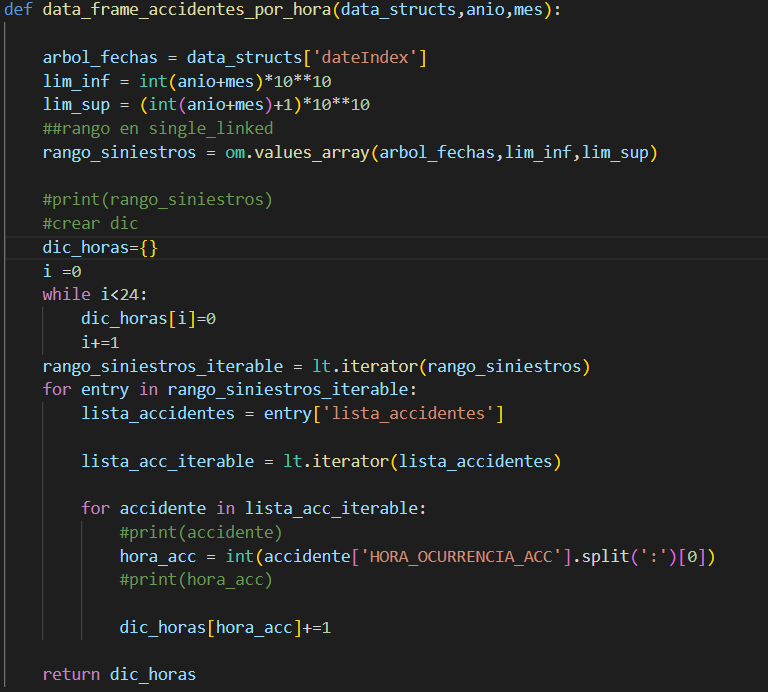 def data_frame_accidentes_por_hora(data_structs,anio,mes):
arbol_fechas = data_structs['dateIndex']
lim_inf = int(anio+mes)*10**10
lim_sup = (int(anio+mes)+1)*10**10
##rango en single_linked
rango_siniestros = om.values_array(arbol_fechas,lim_inf,lim_sup)
#print(rango_siniestros)
#crear dic
dic_horas={}
i =0
while i<24:
dic_horas[i]=0
i+=1
rango_siniestros_iterable = lt.iterator(rango_siniestros)
for entry in rango_siniestros_iterable:
lista_accidentes = entry['lista_accidentes']
lista_acc_iterable = lt.iterator(lista_accidentes)
for accidente in lista_acc_iterable:
#print(accidente)
hora_acc = int(accidente['HORA_OCURRENCIA_ACC'].split(':')[0])
#print(hora_acc)
dic_horas[hora_acc]+=1
return dic_horas